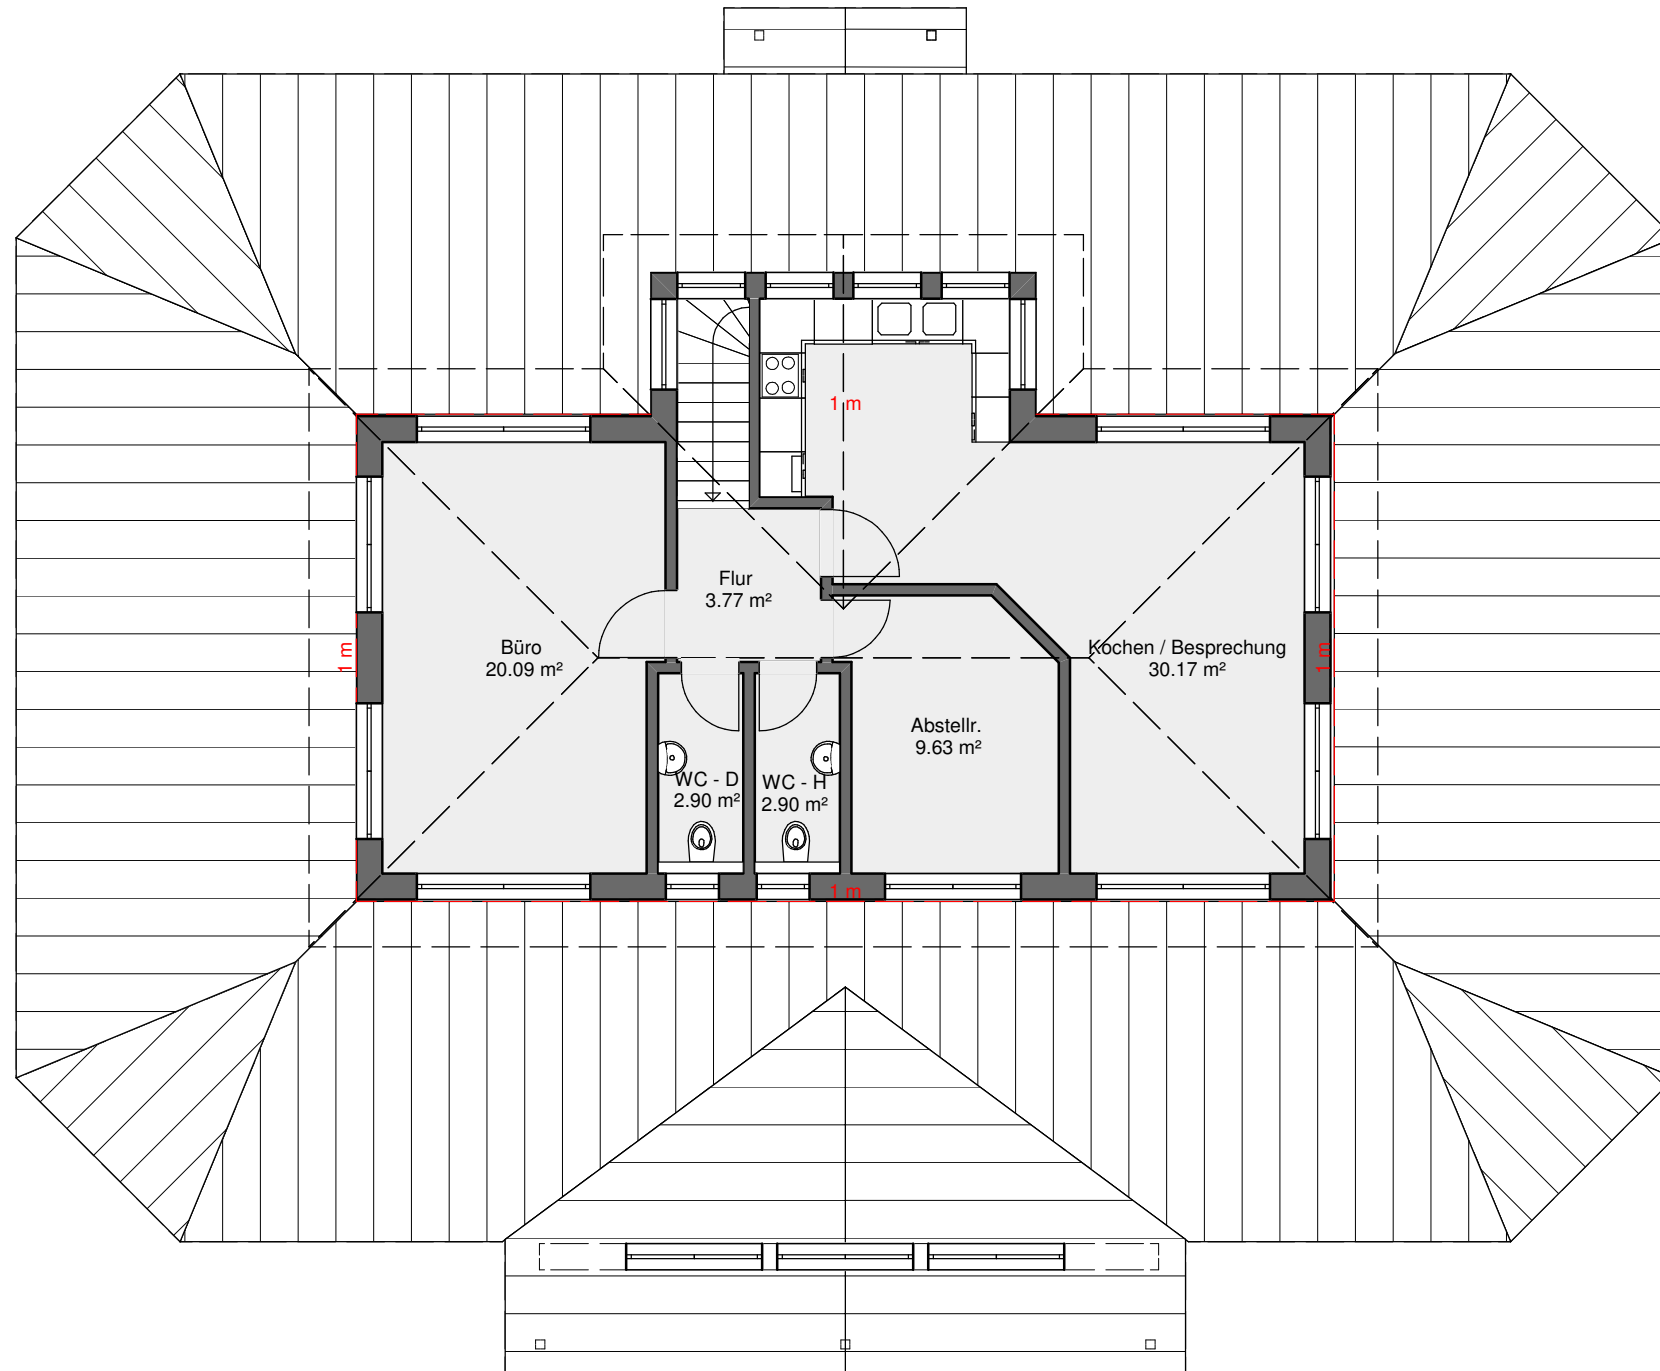 1 m
Flur
3.77 m²
Büro
20.09 m²
Kochen / Besprechung
30.17 m²
1 m
1 m
Abstellr.
9.63 m²
WC - D
2.90 m²
WC - H
2.90 m²
1 m